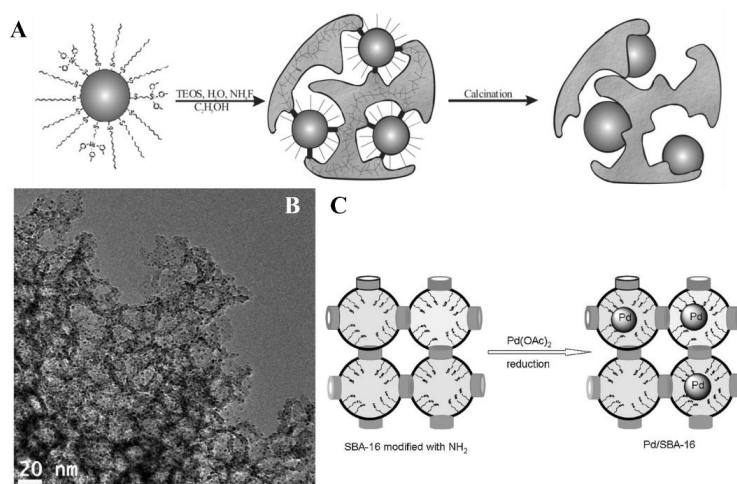 A
TEOS, H₂O, NH₄F
C₂H₅OH
Calcination
B
20 nm
C
Pd(OAc)₂
reduction
Pd
Pd
Pd
SBA-16 modified with NH₂
Pd/SBA-16